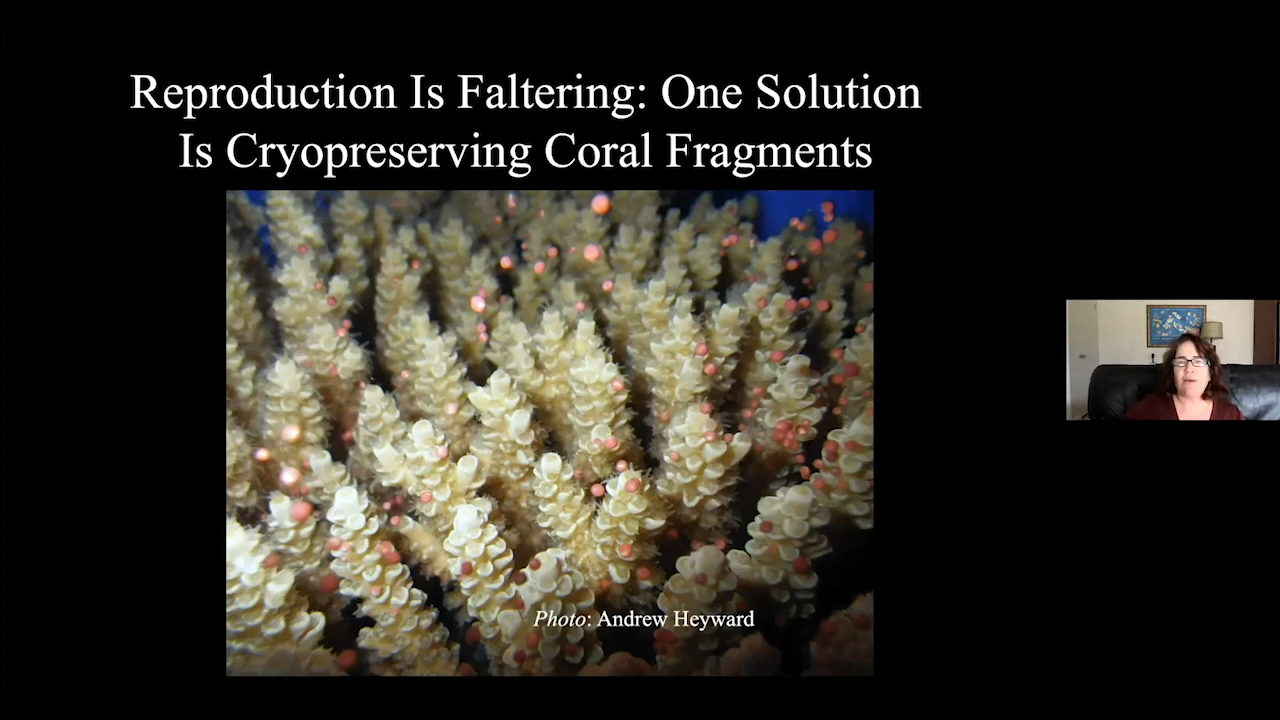 Reproduction Is Faltering: One Solution
Is Cryopreserving Coral Fragments
Photo: Andrew Heyward